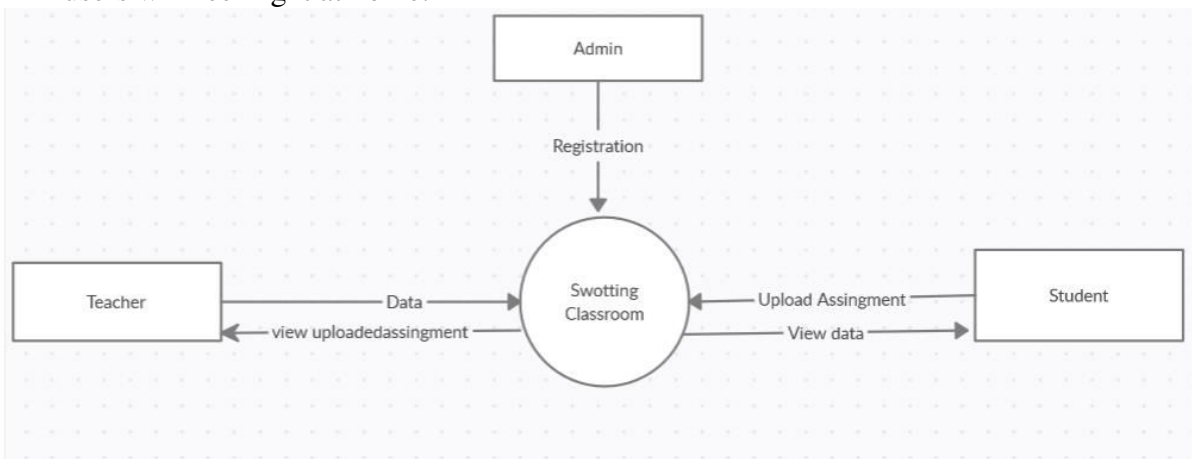 Admin
Registration
Teacher
Data
view uploadedassingment
Swotting
Classroom
Upload Assingment
View data
Student